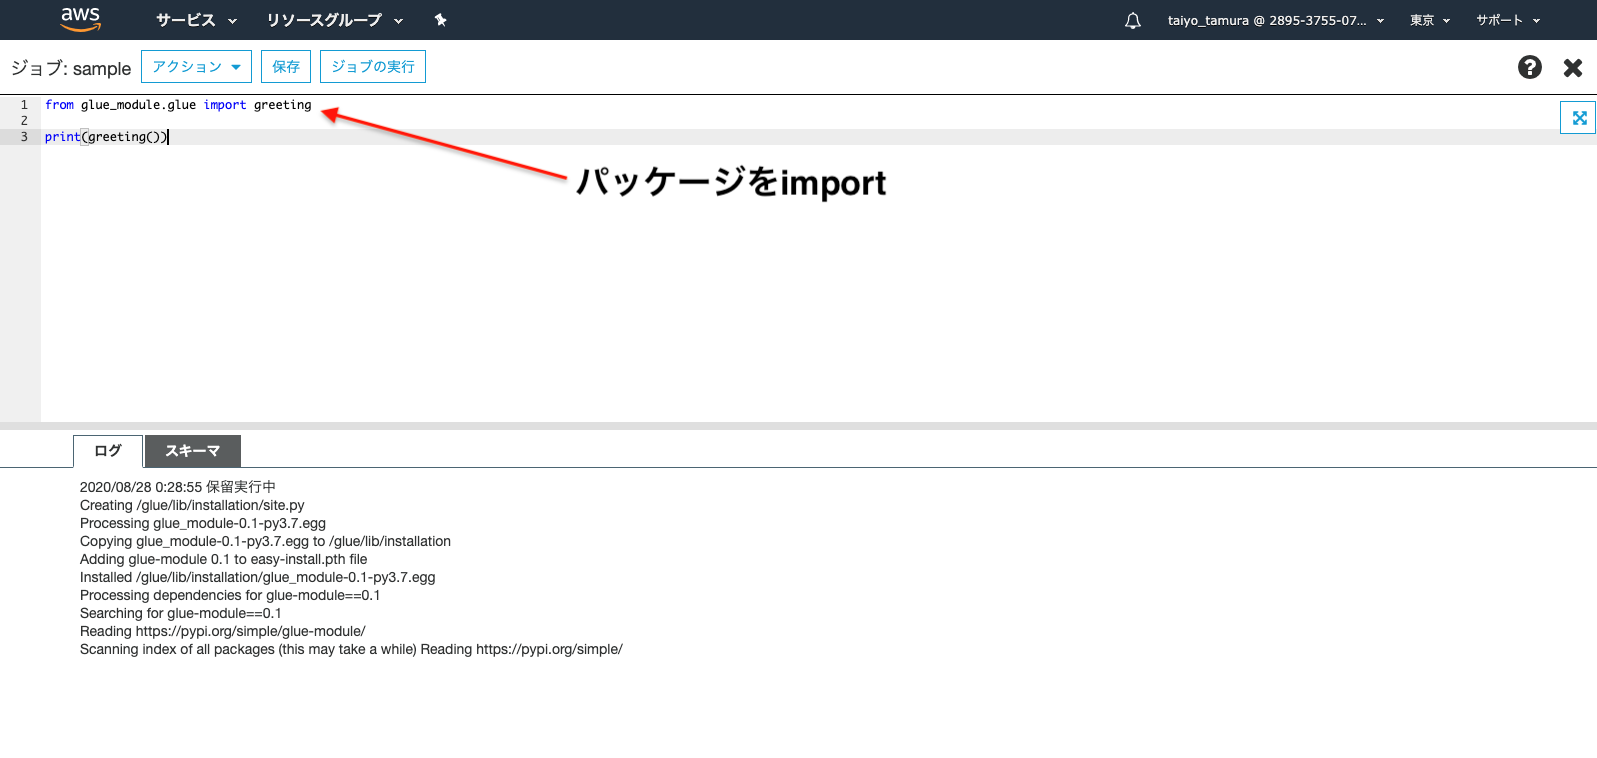 aws サービス リソースグループ taiyo_tamura @ 2895-3755-07... 東京 サポート
ジョブ: sample アクション 保存 ジョブの実行
1 from glue_module.glue import greeting
2
3 print(greeting())
パッケージをimport
ログ スキーマ
2020/08/28 0:28:55 保留実行中
Creating /glue/lib/installation/site.py
Processing glue_module-0.1-py3.7.egg
Copying glue_module-0.1-py3.7.egg to /glue/lib/installation
Adding glue-module 0.1 to easy-install.pth file
Installed /glue/lib/installation/glue_module-0.1-py3.7.egg
Processing dependencies for glue-module==0.1
Searching for glue-module==0.1
Reading https://pypi.org/simple/glue-module/
Scanning index of all packages (this may take a while) Reading https://pypi.org/simple/